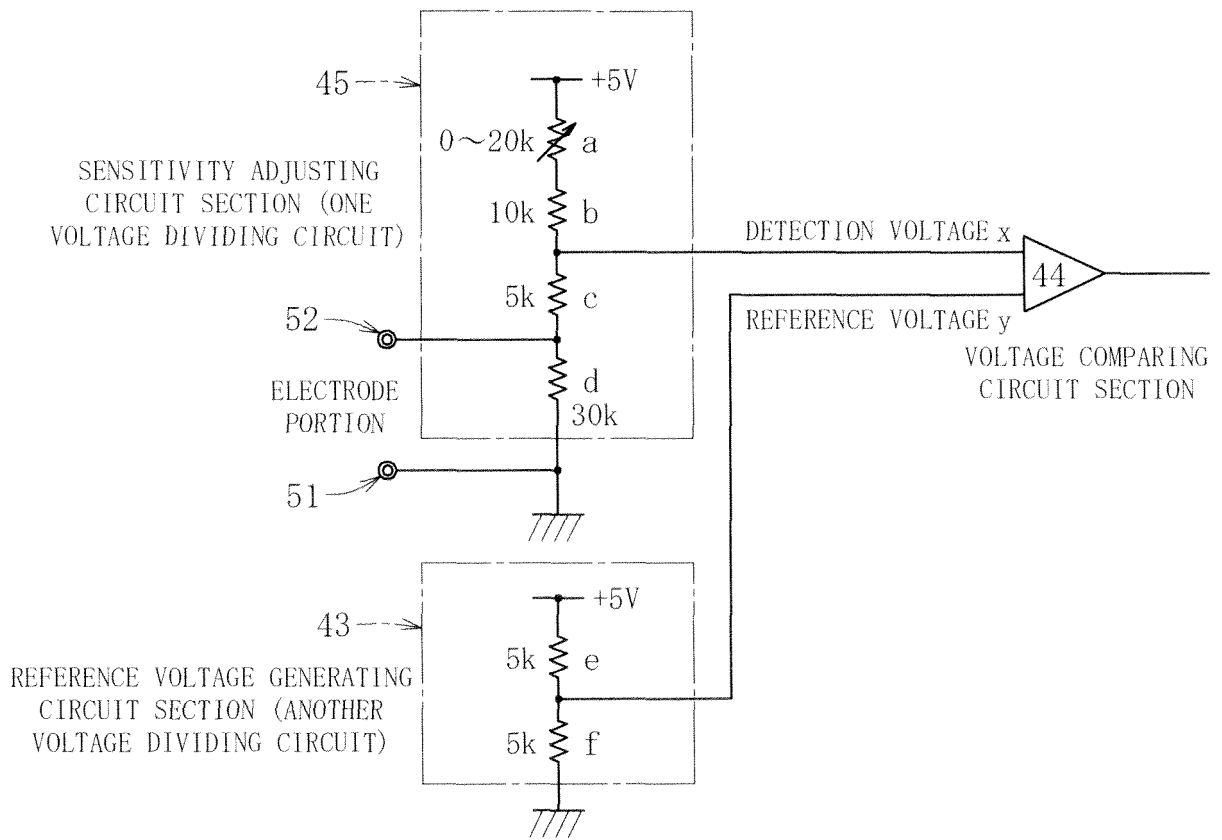 45
+5V
0～20k a
SENSITIVITY ADJUSTING
CIRCUIT SECTION (ONE
VOLTAGE DIVIDING CIRCUIT)
10k b
DETECTION VOLTAGE x
44
5k c
REFERENCE VOLTAGE y
52
VOLTAGE COMPARING
CIRCUIT SECTION
ELECTRODE
PORTION
d
30k
51
43
+5V
5k e
REFERENCE VOLTAGE GENERATING
CIRCUIT SECTION (ANOTHER
VOLTAGE DIVIDING CIRCUIT)
5k f